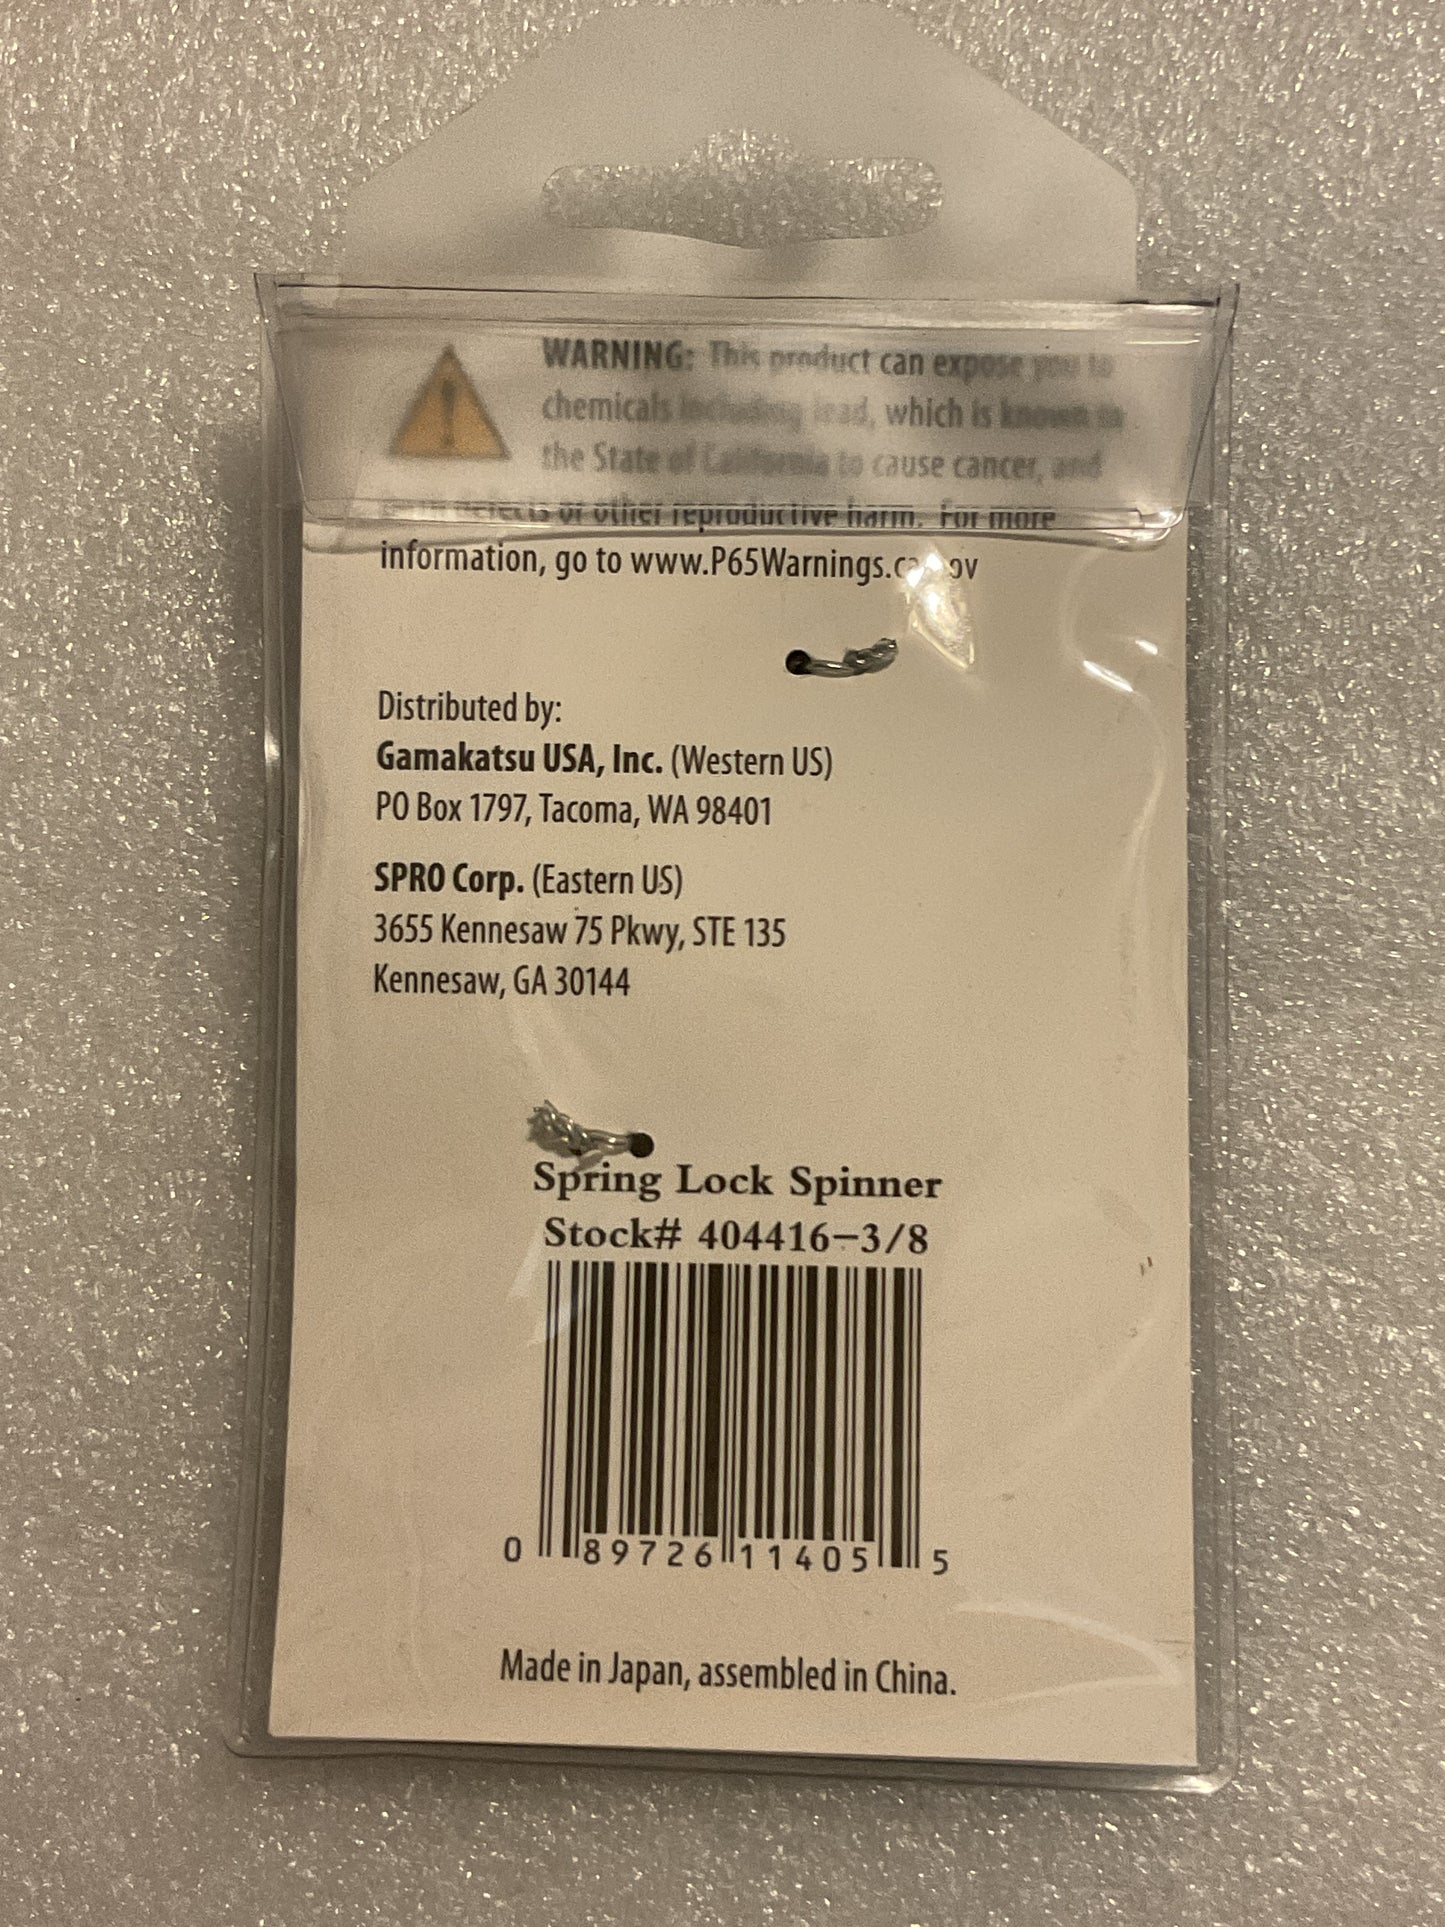 WARNING: This product can expose you to
chemicals including lead, which is known to
the State of California to cause cancer, and
birth defects or other reproductive harm. For more
information, go to www.P65Warnings.ca.gov
Distributed by:
Gamakatsu USA, Inc. (Western US)
PO Box 1797, Tacoma, WA 98401
SPRO Corp. (Eastern US)
3655 Kennesaw 75 Pkwy, STE 135
Kennesaw, GA 30144
Spring Lock Spinner
Stock# 404416-3/8
0 89726 11405 5
Made in Japan, assembled in China.